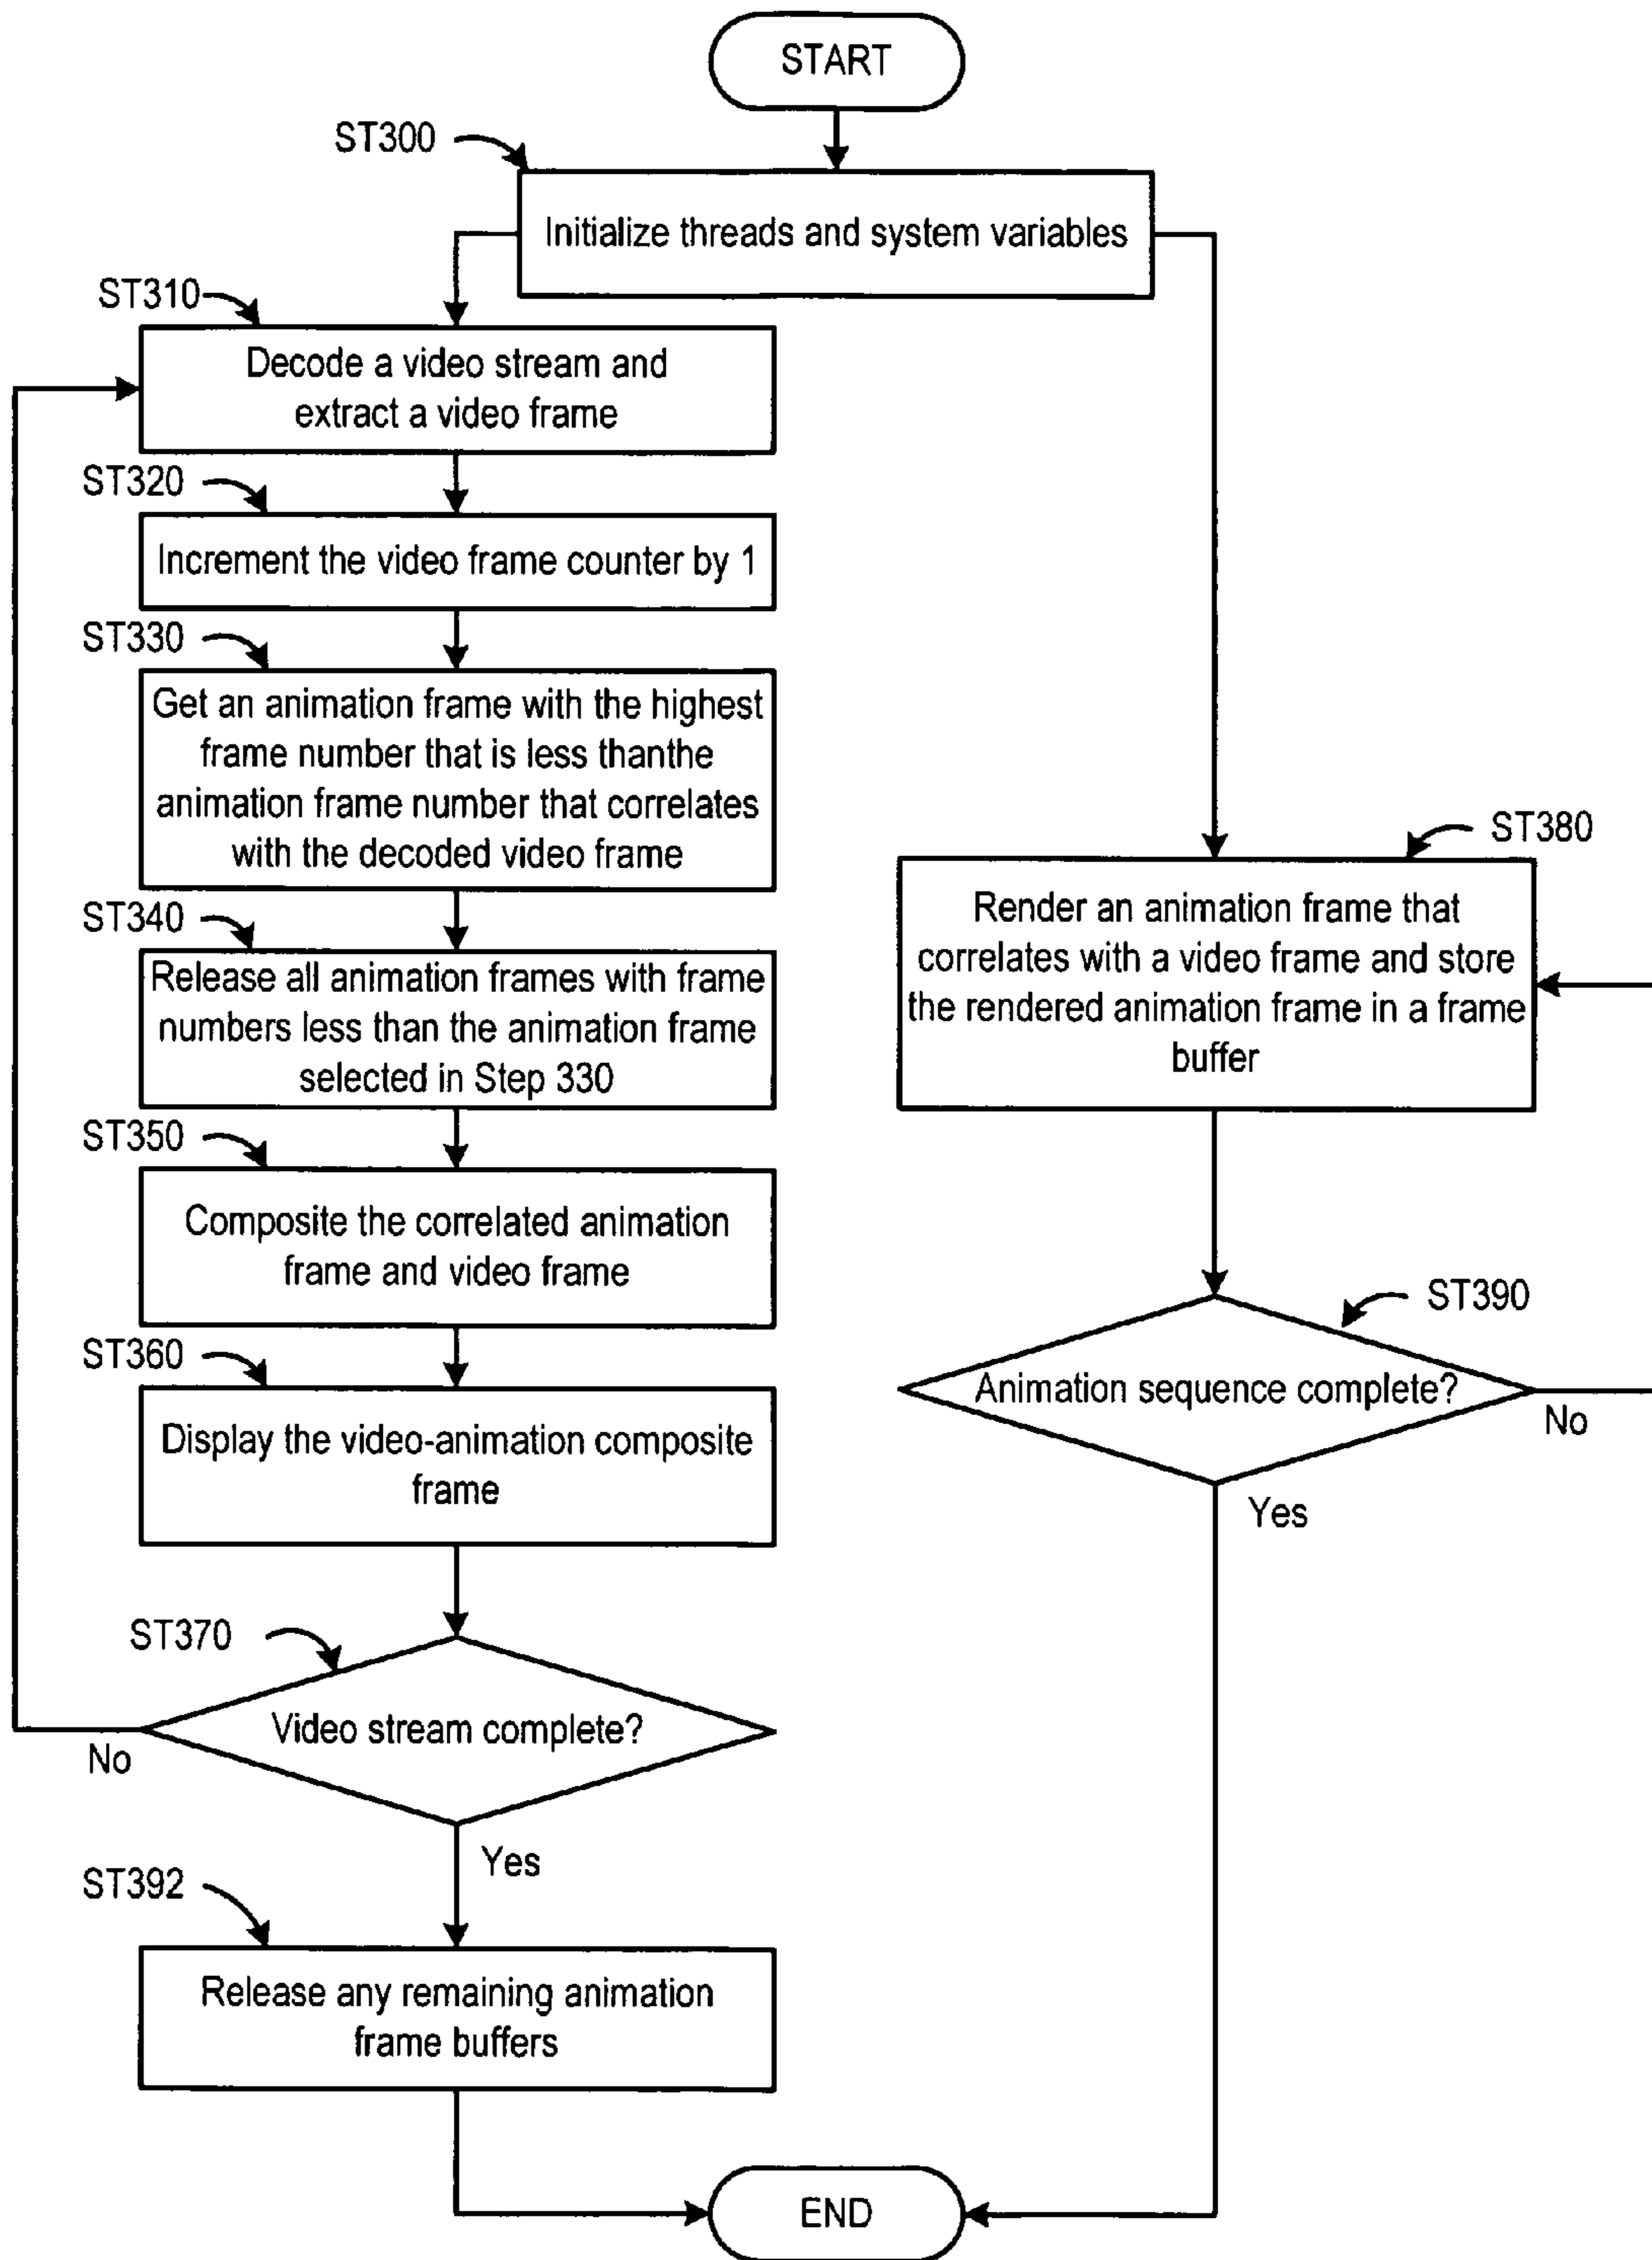 START
ST300
Initialize threads and system variables
ST310
Decode a video stream and
extract a video frame
ST320
Increment the video frame counter by 1
ST330
Get an animation frame with the highest
frame number that is less thanthe
animation frame number that correlates
with the decoded video frame
ST340
Release all animation frames with frame
numbers less than the animation frame
selected in Step 330
ST350
Composite the correlated animation
frame and video frame
ST360
Display the video-animation composite
frame
ST370
Video stream complete?
No
Yes
ST392
Release any remaining animation
frame buffers
ST380
Render an animation frame that
correlates with a video frame and store
the rendered animation frame in a frame
buffer
ST390
Animation sequence complete?
No
Yes
END